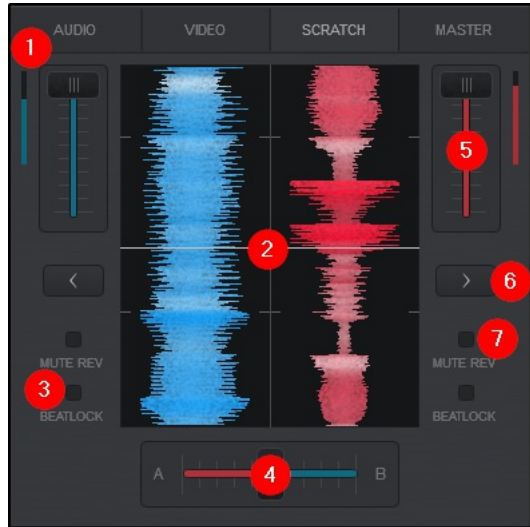 AUDIO VIDEO SCRATCH MASTER
1
5
2
< >
6
7
MUTE REV MUTE REV
3
BEATLOCK BEATLOCK
A 4 B